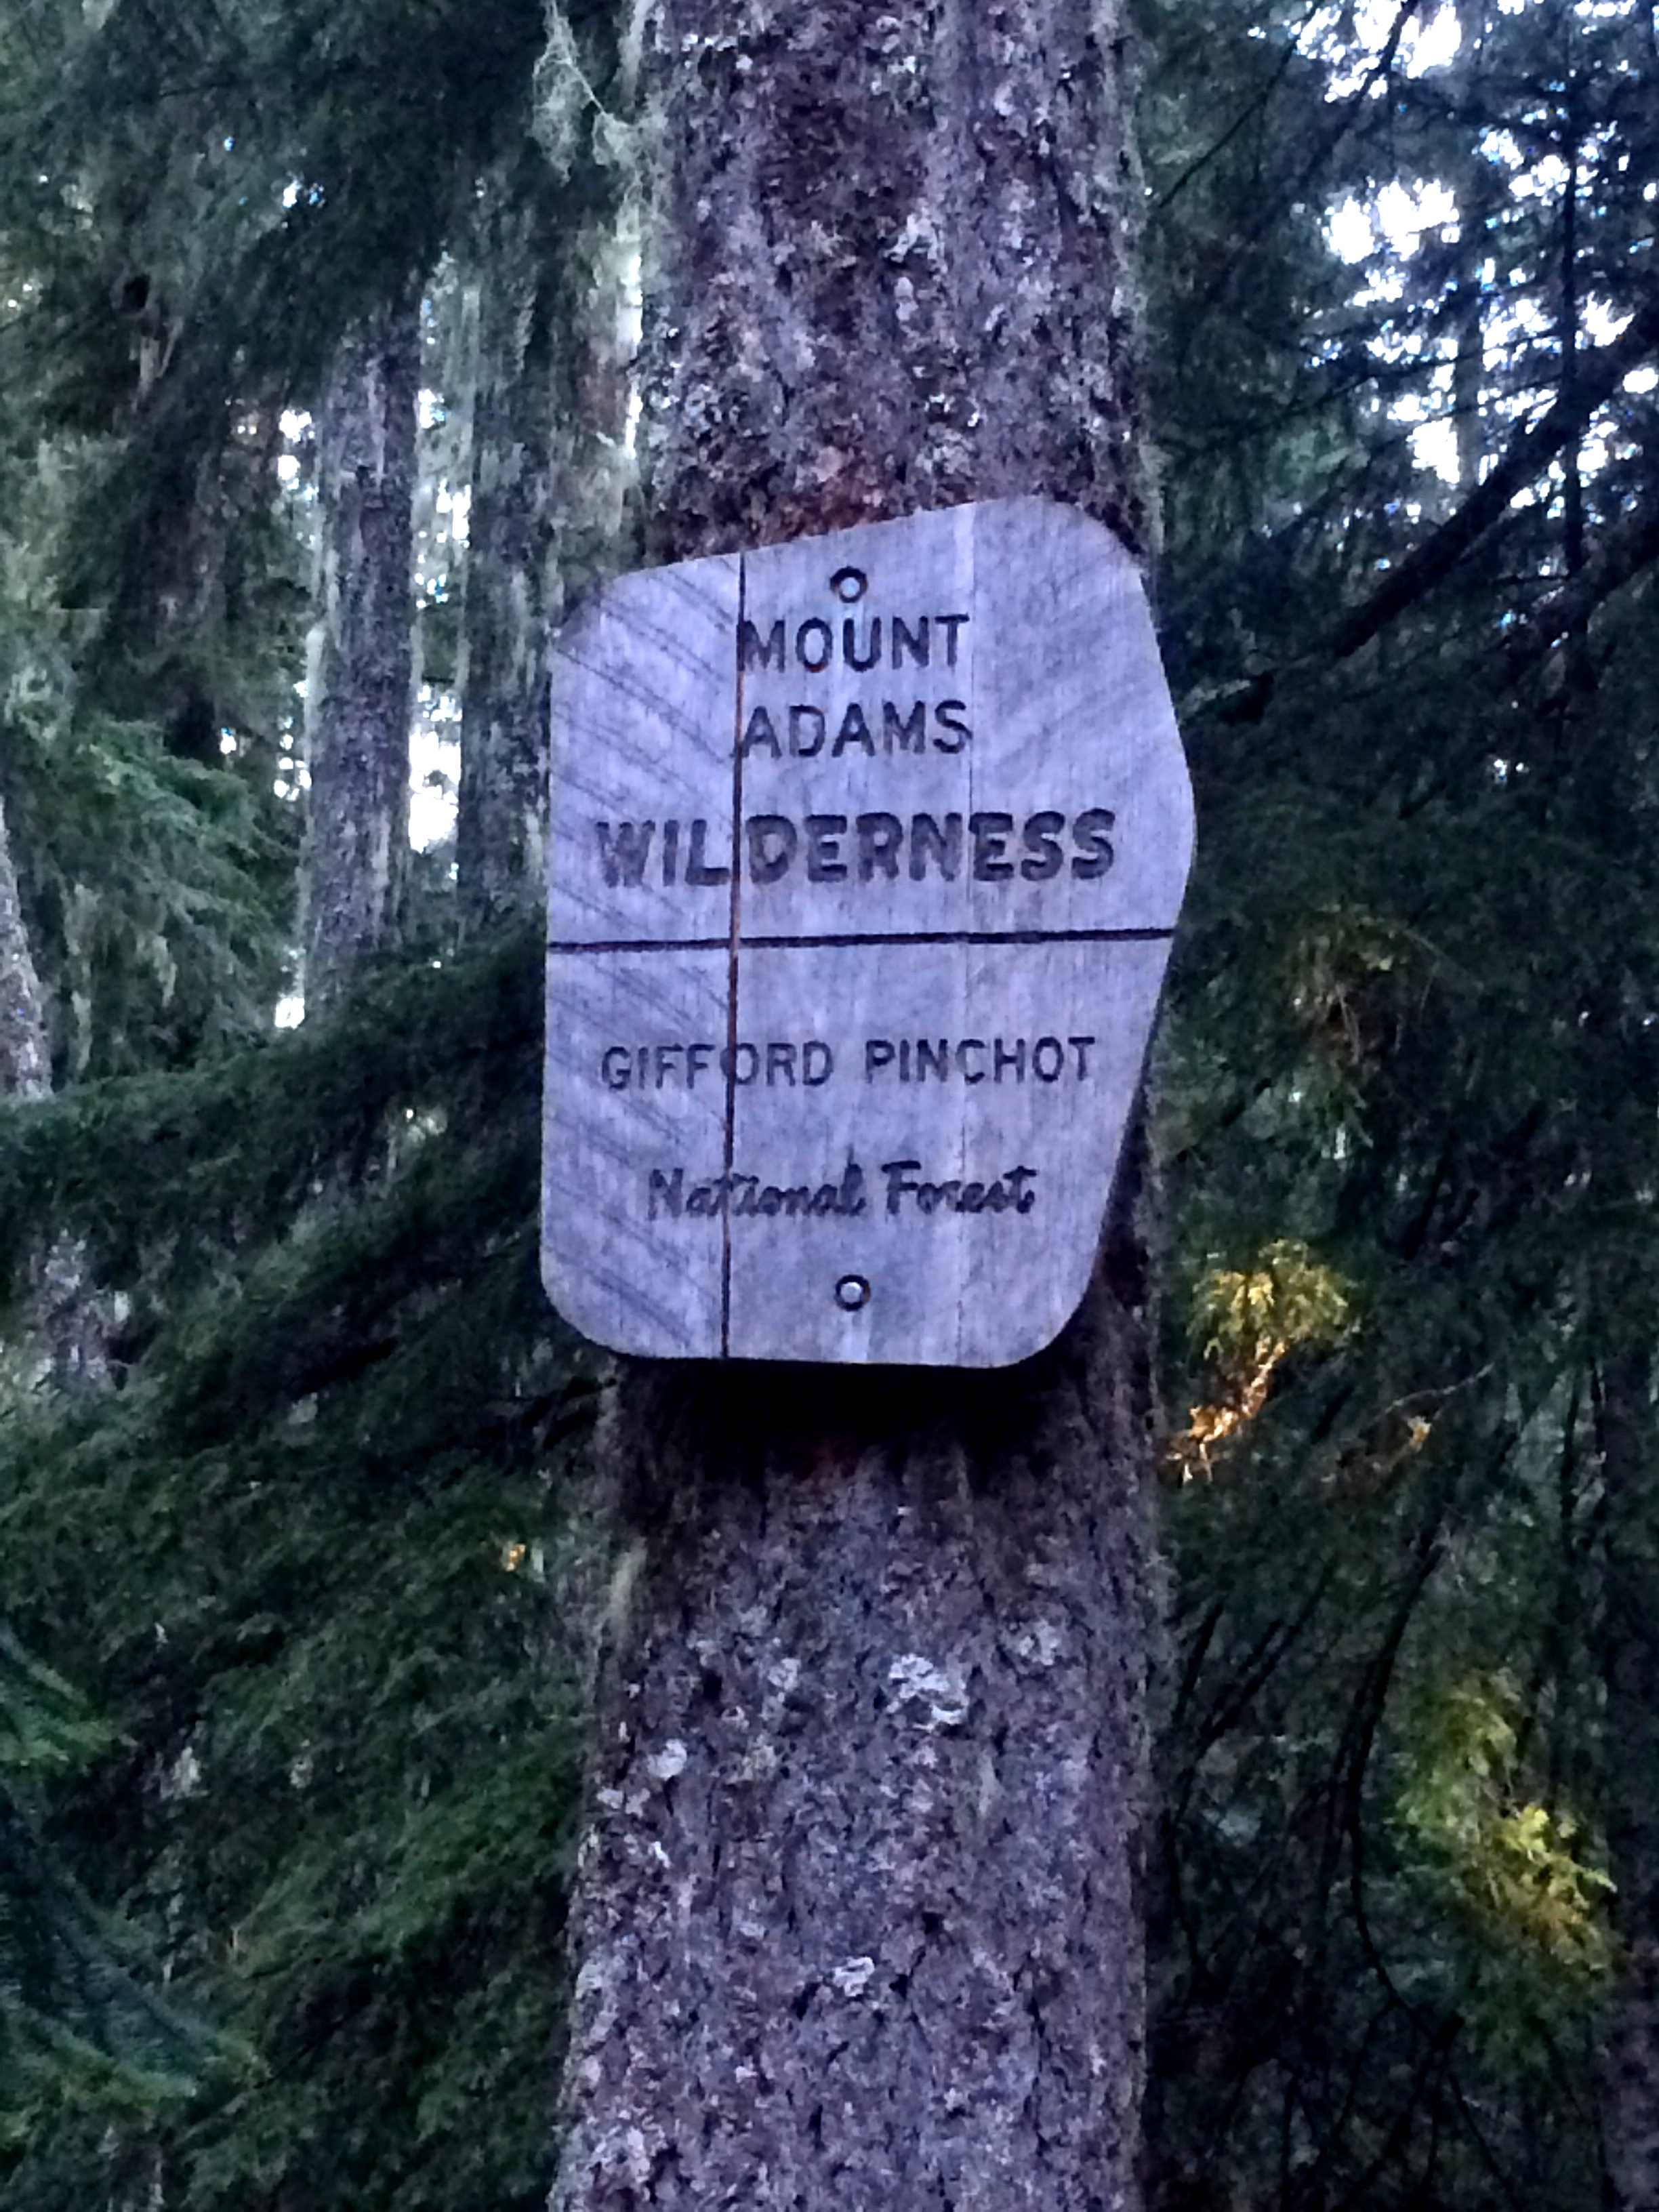 MOUNT
ADAMS
WILDERNESS
GIFFORD PINCHOT
National Forest